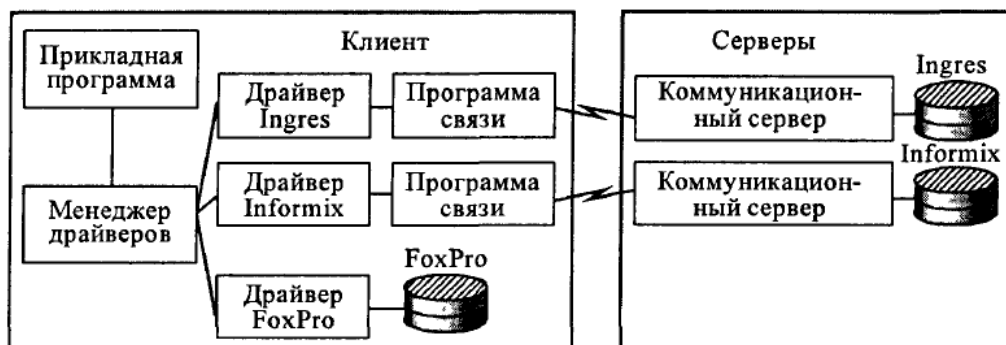 Клиент
Прикладная
программа
Менеджер
драйверов
Драйвер
Ingres
Программа
связи
Драйвер
Informix
Программа
связи
Драйвер
FoxPro
FoxPro
Серверы
Коммуникацион-
ный сервер
Ingres
Коммуникацион-
ный сервер
Informix